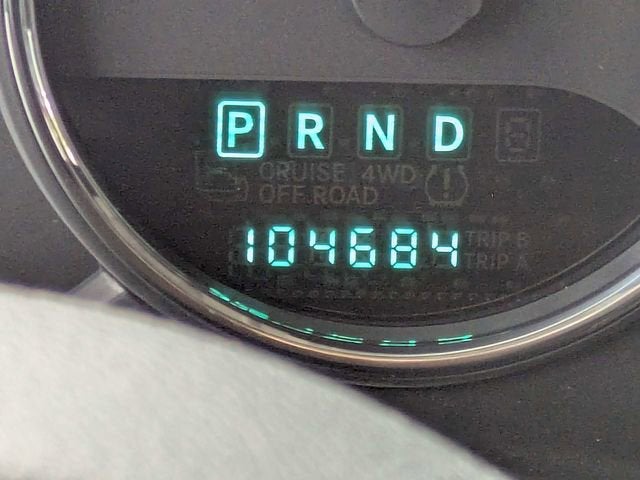 P R N D
CRUISE 4WD
OFF ROAD
104684 TRIP B
TRIP A